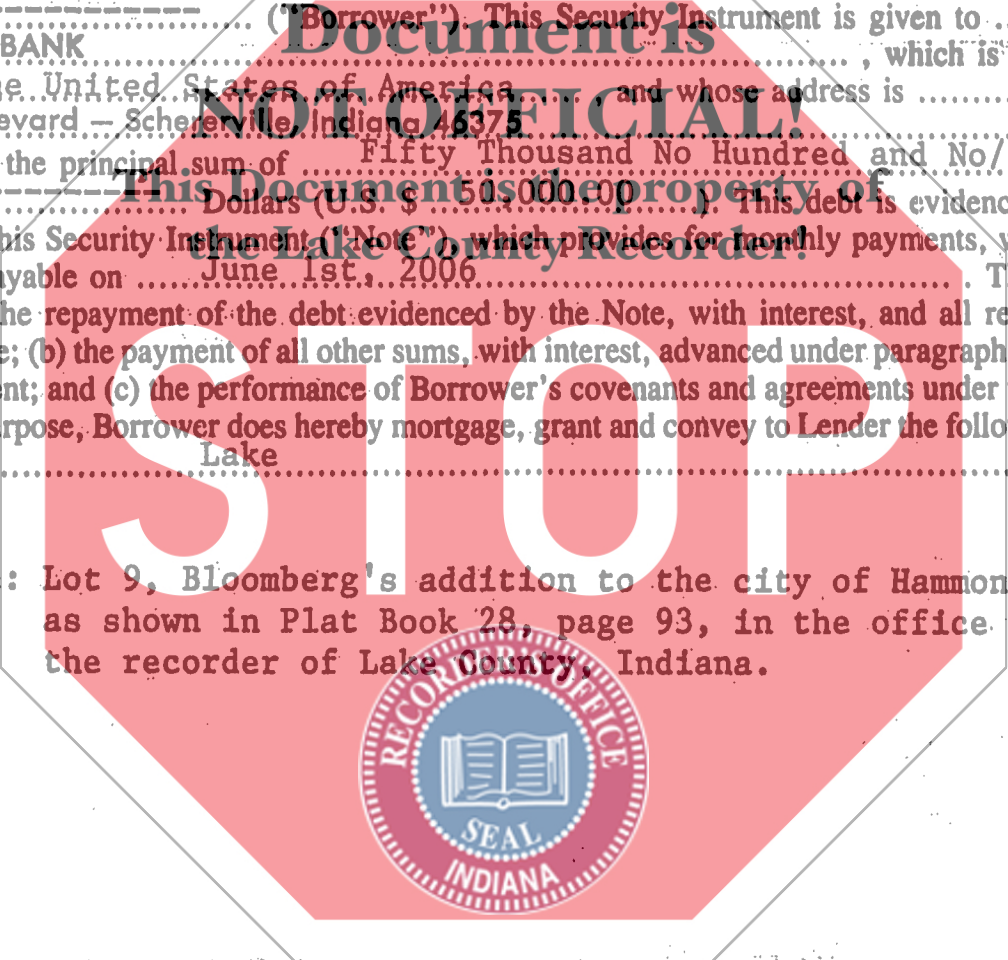 ("Borrower"). This Security Instrument is given to
Document is
BANK , which is
United States of America , and whose address is
NOT OFFICIAL!
evard — Schererville, Indiana 46375
the principal sum of Fifty Thousand No Hundred and No/
This Document is the property of
Dollars (U.S. $ 50,000.00 ). This debt is evidenc
his Security Instrument ("Note"), which provides for monthly payments,
the Lake County Recorder!
yable on June 1st, 2006 . T
he repayment of the debt evidenced by the Note, with interest, and all re
e; (b) the payment of all other sums, with interest, advanced under paragraph
ent; and (c) the performance of Borrower's covenants and agreements under
rpose, Borrower does hereby mortgage, grant and convey to Lender the follo
Lake
STOP
: Lot 9, Bloomberg's addition to the city of Hammon
as shown in Plat Book 28, page 93, in the office
the recorder of Lake County, Indiana.
RECORDER'S OFFICE
SEAL
INDIANA